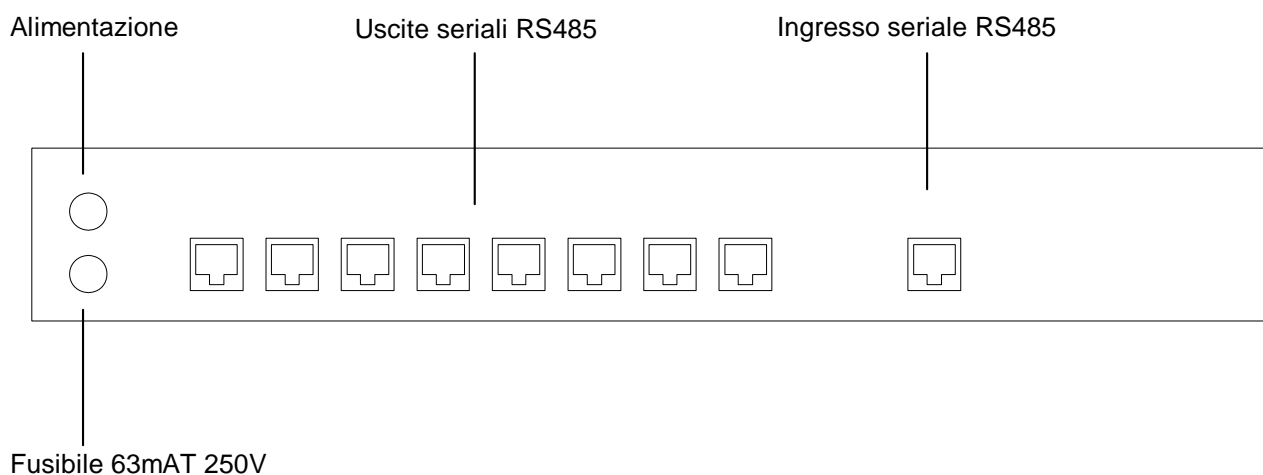 Alimentazione
Uscite seriali RS485
Ingresso seriale RS485
Fusibile 63mAT 250V